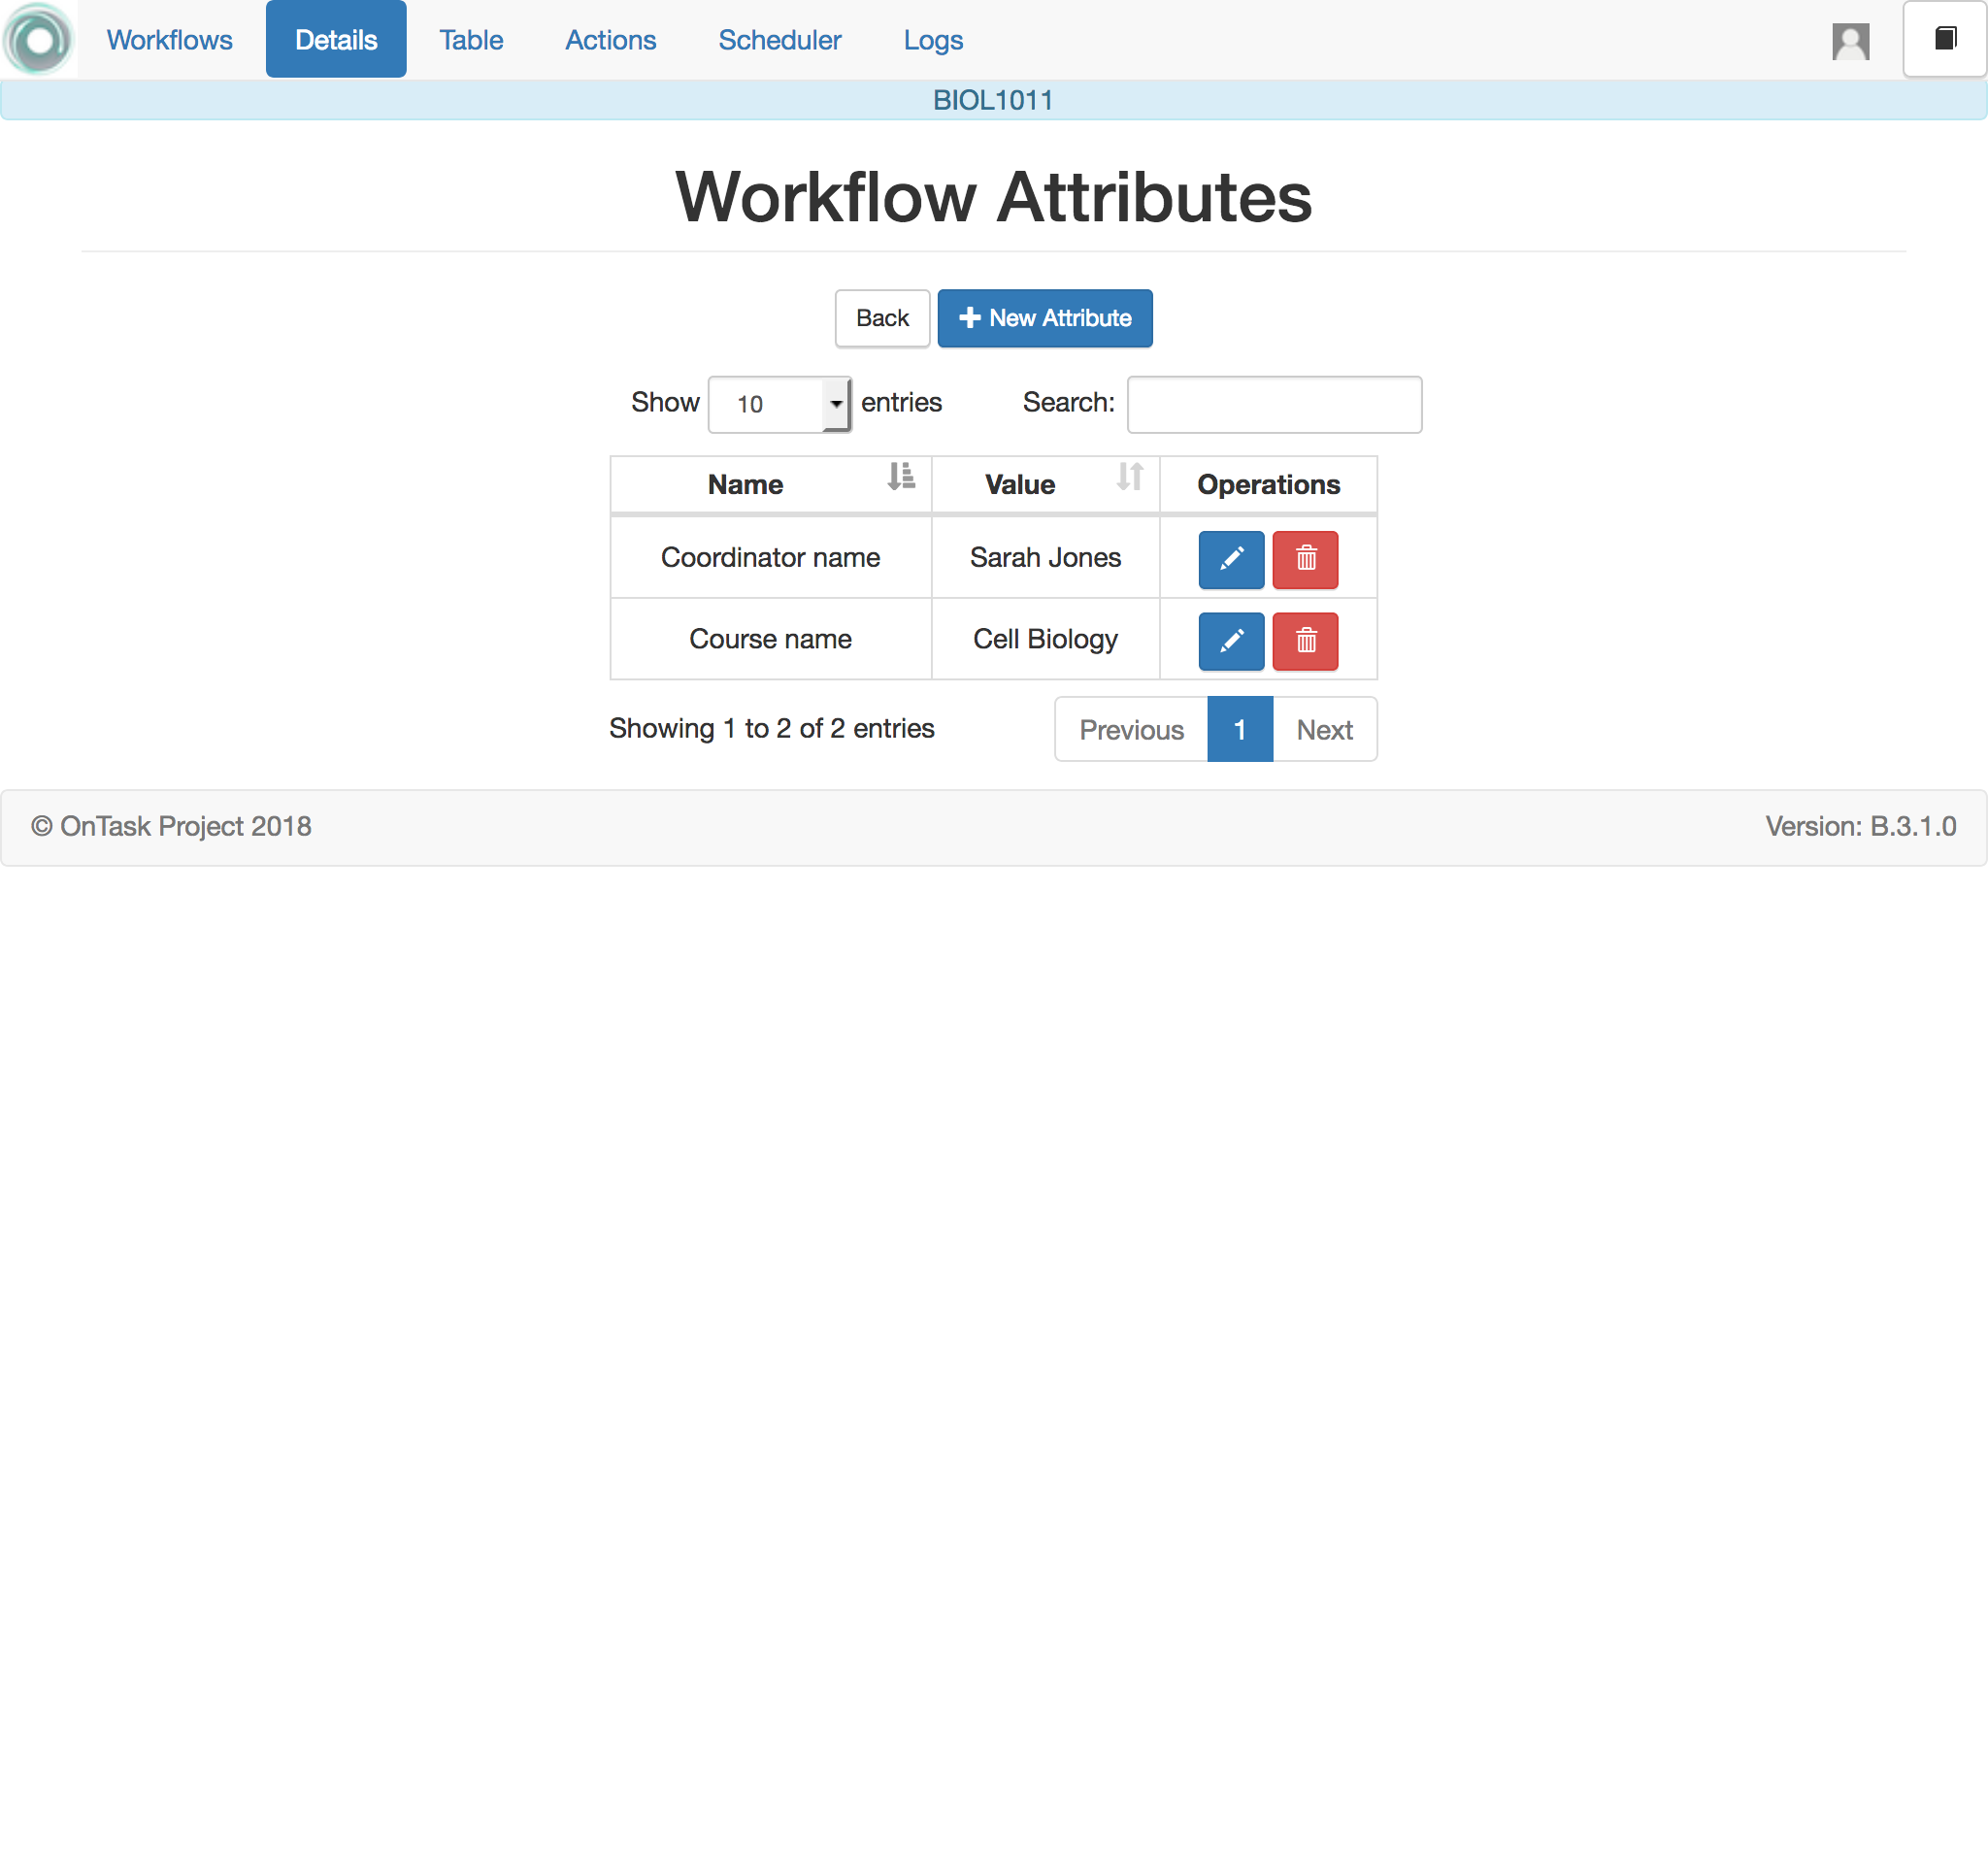 Workflows Details Table Actions Scheduler Logs
BIOL1011
Workflow Attributes
Back New Attribute
Show 10 entries Search:
Name Value Operations
Coordinator name Sarah Jones
Course name Cell Biology
Showing 1 to 2 of 2 entries Previous 1 Next
© OnTask Project 2018 Version: B.3.1.0